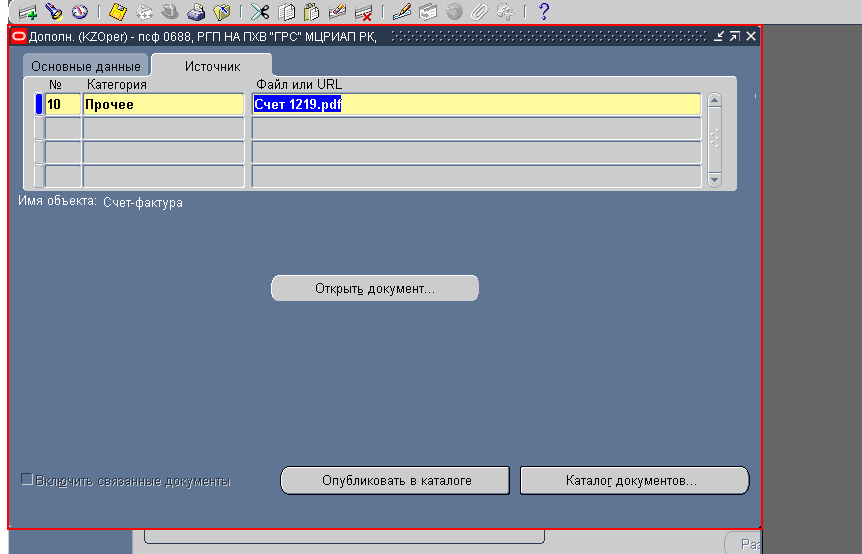 Дополн. (KZOper) - псф 0688, РГП НА ПХВ "ГРС" МЦРИАП РК,
Основные данные Источник
№ Категория Файл или URL
10 Прочее Счет 1219.pdf
Имя объекта: Счет-фактура
Открыть документ...
Включить связанные документы Опубликовать в каталоге Каталог документов...
Раз